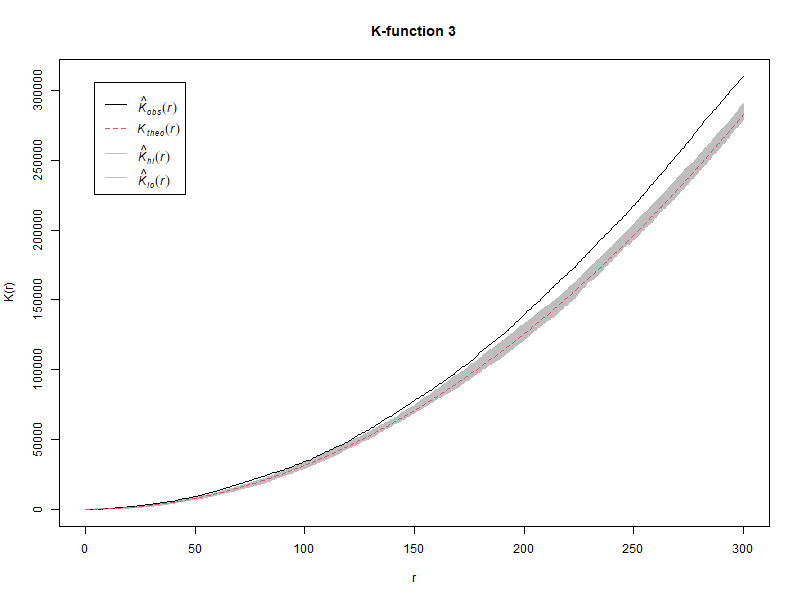 K-function 3
K̂obs(r)
Ktheo(r)
K̂hi(r)
K̂lo(r)
K(r)
300000
250000
200000
150000
100000
50000
0
0 50 100 150 200 250 300
r